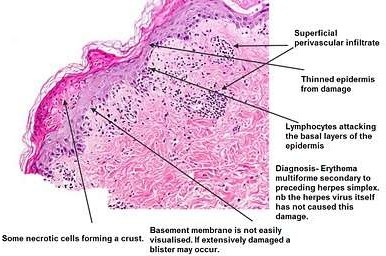 Superficial
perivascular infiltrate
Thinned epidermis
from damage
Lymphocytes attacking
the basal layers of the
epidermis
Diagnosis- Erythema
multiforme secondary to
preceding herpes simplex.
nb the herpes virus itself
has not caused this
damage.
Some necrotic cells forming a crust.
Basement membrane is not easily
visualised. If extensively damaged a
blister may occur.